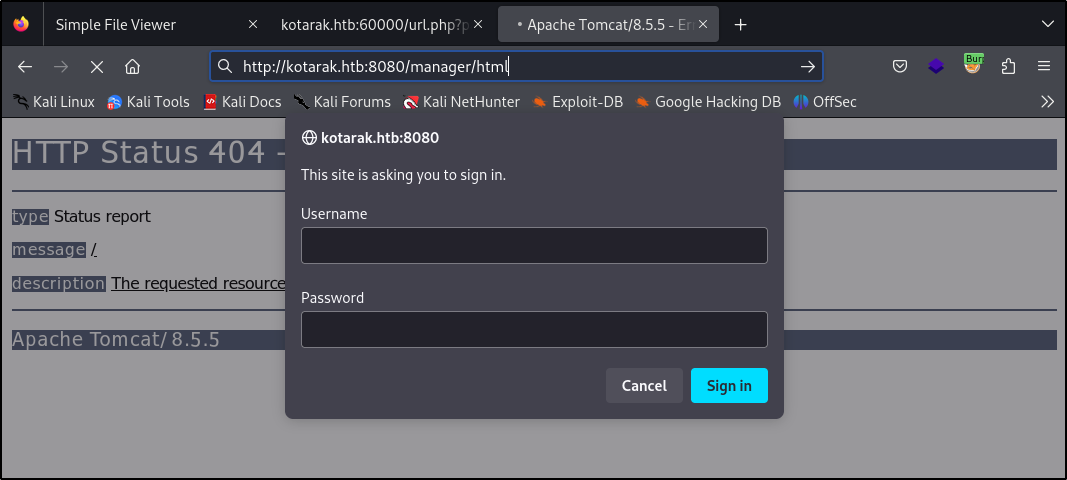 Simple File Viewer
kotarak.htb:60000/url.php?p
Apache Tomcat/8.5.5 - Err
http://kotarak.htb:8080/manager/html
Bur
Kali Linux
Kali Tools
Kali Docs
Kali Forums
Kali NetHunter
Exploit-DB
Google Hacking DB
OffSec
HTTP Status 404 -
type Status report
message /
description The requested resource
Apache Tomcat/8.5.5
kotarak.htb:8080
This site is asking you to sign in.
Username
Password
Cancel
Sign in